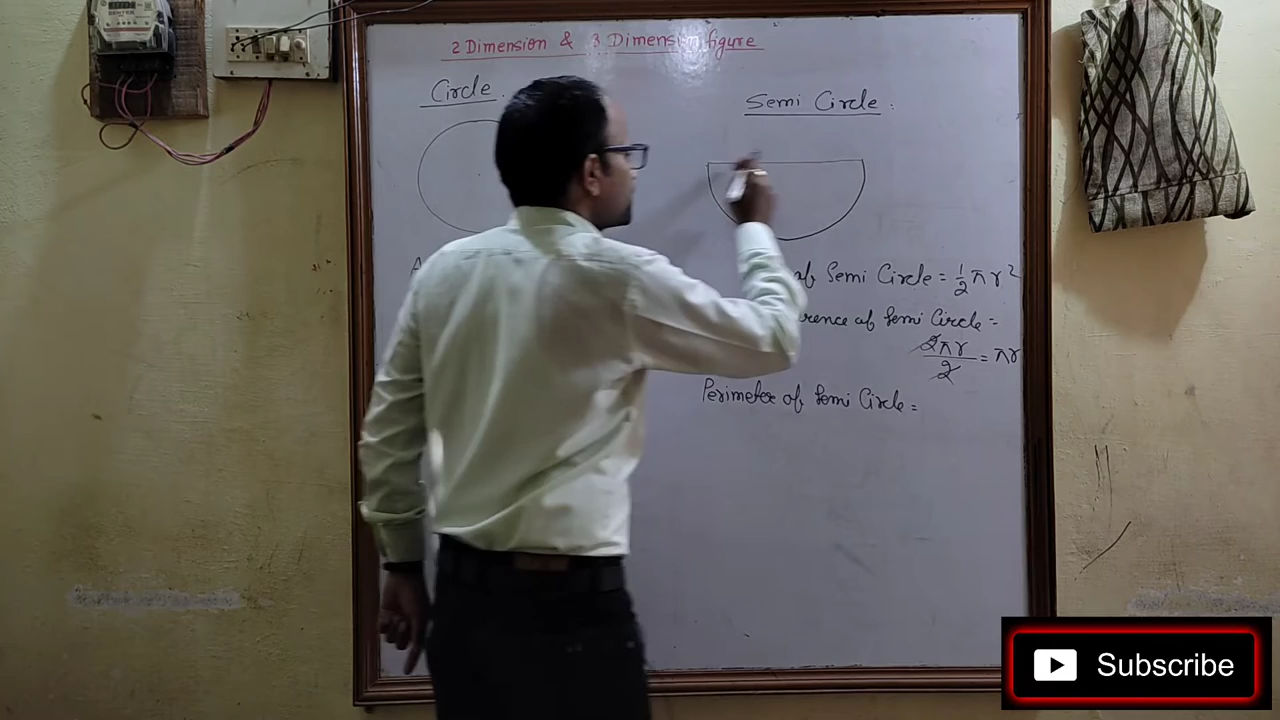 2 Dimension & 3 Dimension figure
Circle.
Semi Circle.
of Semi Circle = 1/2 πr²
of Semi Circle =
2πr/2 = πr
Perimeter of Semi Circle =
Subscribe